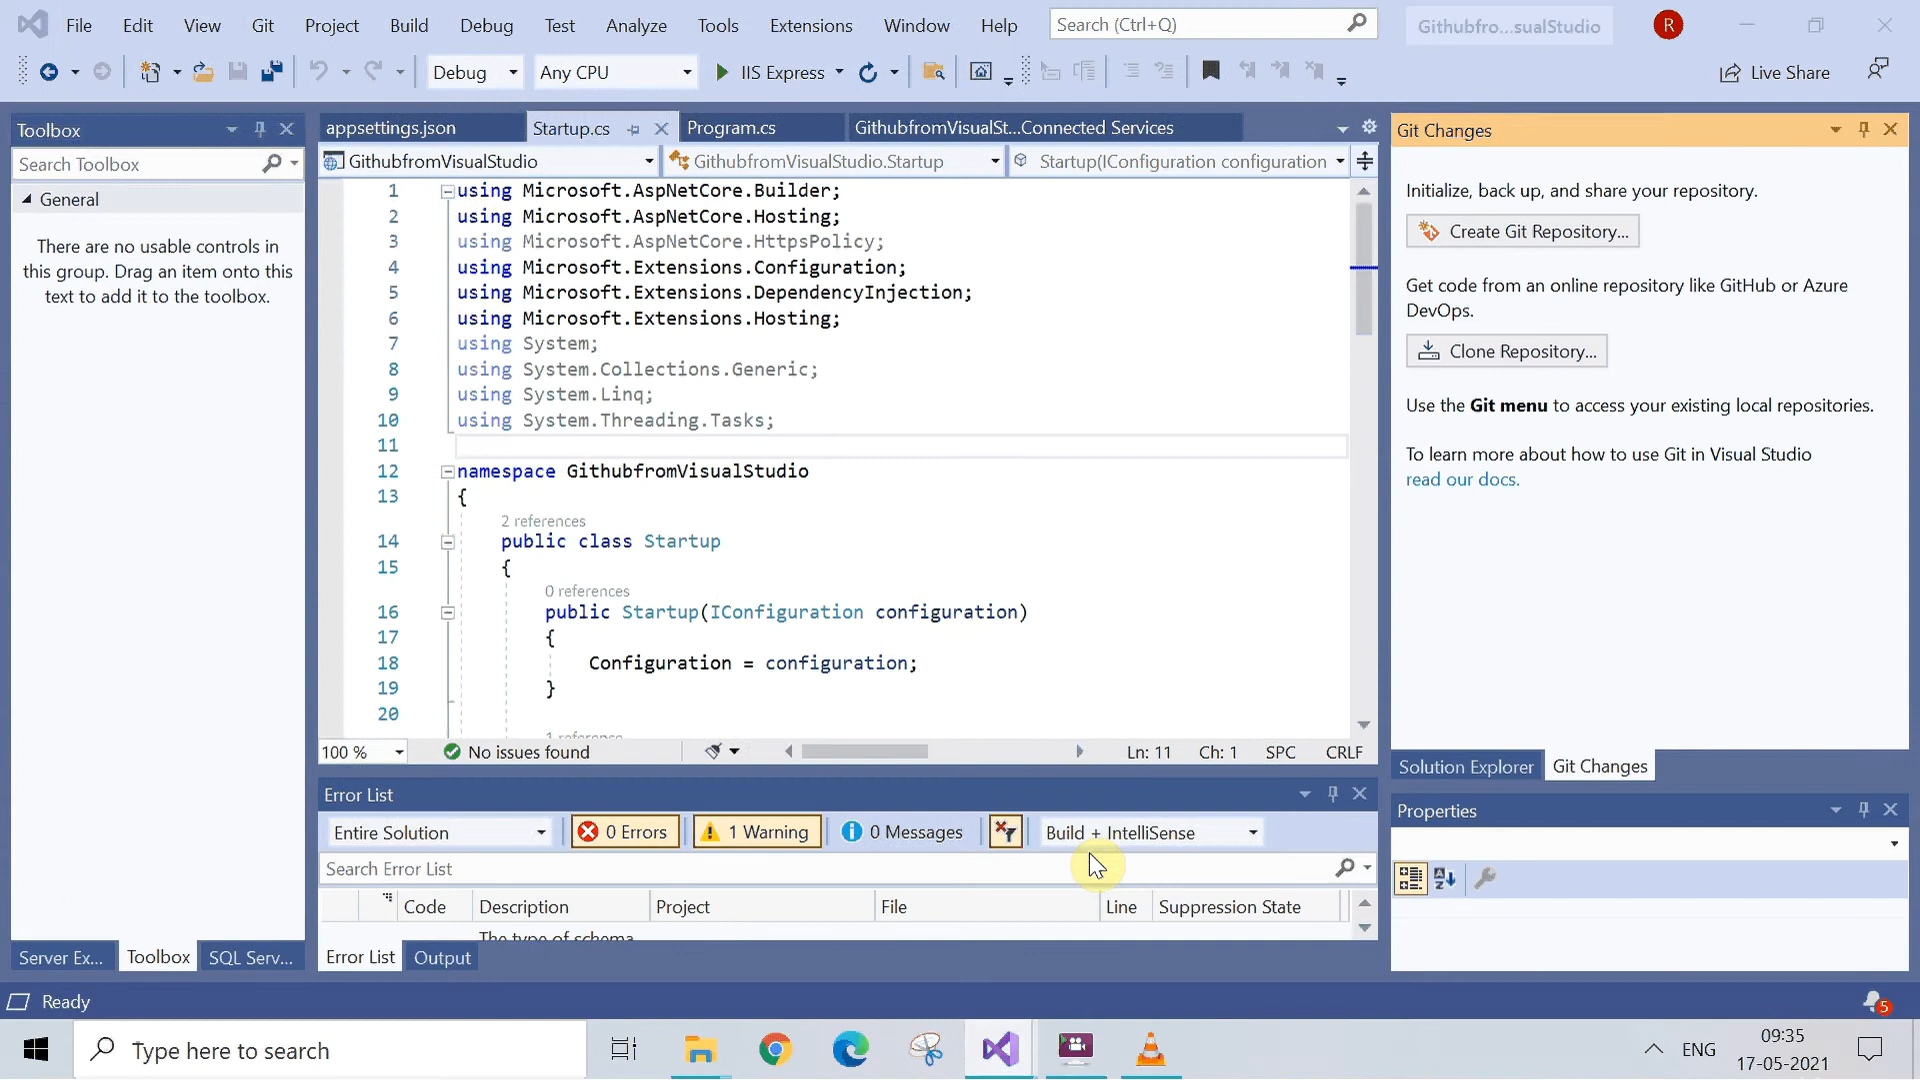 File Edit View Git Project Build Debug Test Analyze Tools Extensions Window Help Search (Ctrl+Q) Githubfro...sualStudio R
Debug Any CPU IIS Express Live Share
Toolbox
Search Toolbox
General
There are no usable controls in
this group. Drag an item onto this
text to add it to the toolbox.
Server Ex... Toolbox SQL Serv...
appsettings.json Startup.cs Program.cs GithubfromVisualSt...Connected Services
GithubfromVisualStudio GithubfromVisualStudio.Startup Startup(IConfiguration configuration
1 using Microsoft.AspNetCore.Builder;
2 using Microsoft.AspNetCore.Hosting;
3 using Microsoft.AspNetCore.HttpsPolicy;
4 using Microsoft.Extensions.Configuration;
5 using Microsoft.Extensions.DependencyInjection;
6 using Microsoft.Extensions.Hosting;
7 using System;
8 using System.Collections.Generic;
9 using System.Linq;
10 using System.Threading.Tasks;
11
12 namespace GithubfromVisualStudio
13 {
2 references
14 public class Startup
15 {
0 references
16 public Startup(IConfiguration configuration)
17 {
18 Configuration = configuration;
19 }
20
1 reference
100 % No issues found Ln: 11 Ch: 1 SPC CRLF
Error List
Entire Solution 0 Errors 1 Warning 0 Messages Build + IntelliSense
Search Error List
Code Description Project File Line Suppression State
The type of schema
Error List Output
Git Changes
Initialize, back up, and share your repository.
Create Git Repository...
Get code from an online repository like GitHub or Azure
DevOps.
Clone Repository...
Use the Git menu to access your existing local repositories.
To learn more about how to use Git in Visual Studio
read our docs.
Solution Explorer Git Changes
Properties
Ready 5
Type here to search ENG 09:35
17-05-2021